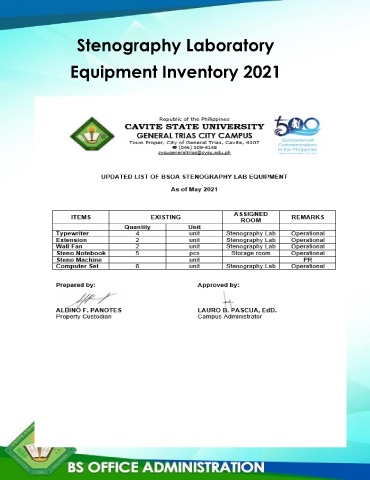 Stenography Laboratory
Equipment Inventory 2021
Republic of the Philippines
CAVITE STATE UNIVERSITY
GENERAL TRIAS CITY CAMPUS
Town Proper, City of General Trias, Cavite, 4107
☎ (046) 509-4148
cvsugeneraltrias@cvsu.edu.ph
500
Quincentennial
Commemorations
in the Philippines
UPDATED LIST OF BSOA STENOGRAPHY LAB EQUIPMENT
As of May 2021
ITEMS EXISTING ASSIGNED ROOM REMARKS
Quantity Unit
Typewriter 4 unit Stenography Lab Operational
Extension 2 unit Stenography Lab Operational
Wall Fan 2 unit Stenography Lab Operational
Steno Notebook 5 pcs Storage room Operational
Steno Machine unit PR
Computer Set 6 unit Stenography Lab Operational
Prepared by: Approved by:
ALBINO F. PANOTES LAURO B. PASCUA, EdD.
Property Custodian Campus Administrator
BS OFFICE ADMINISTRATION